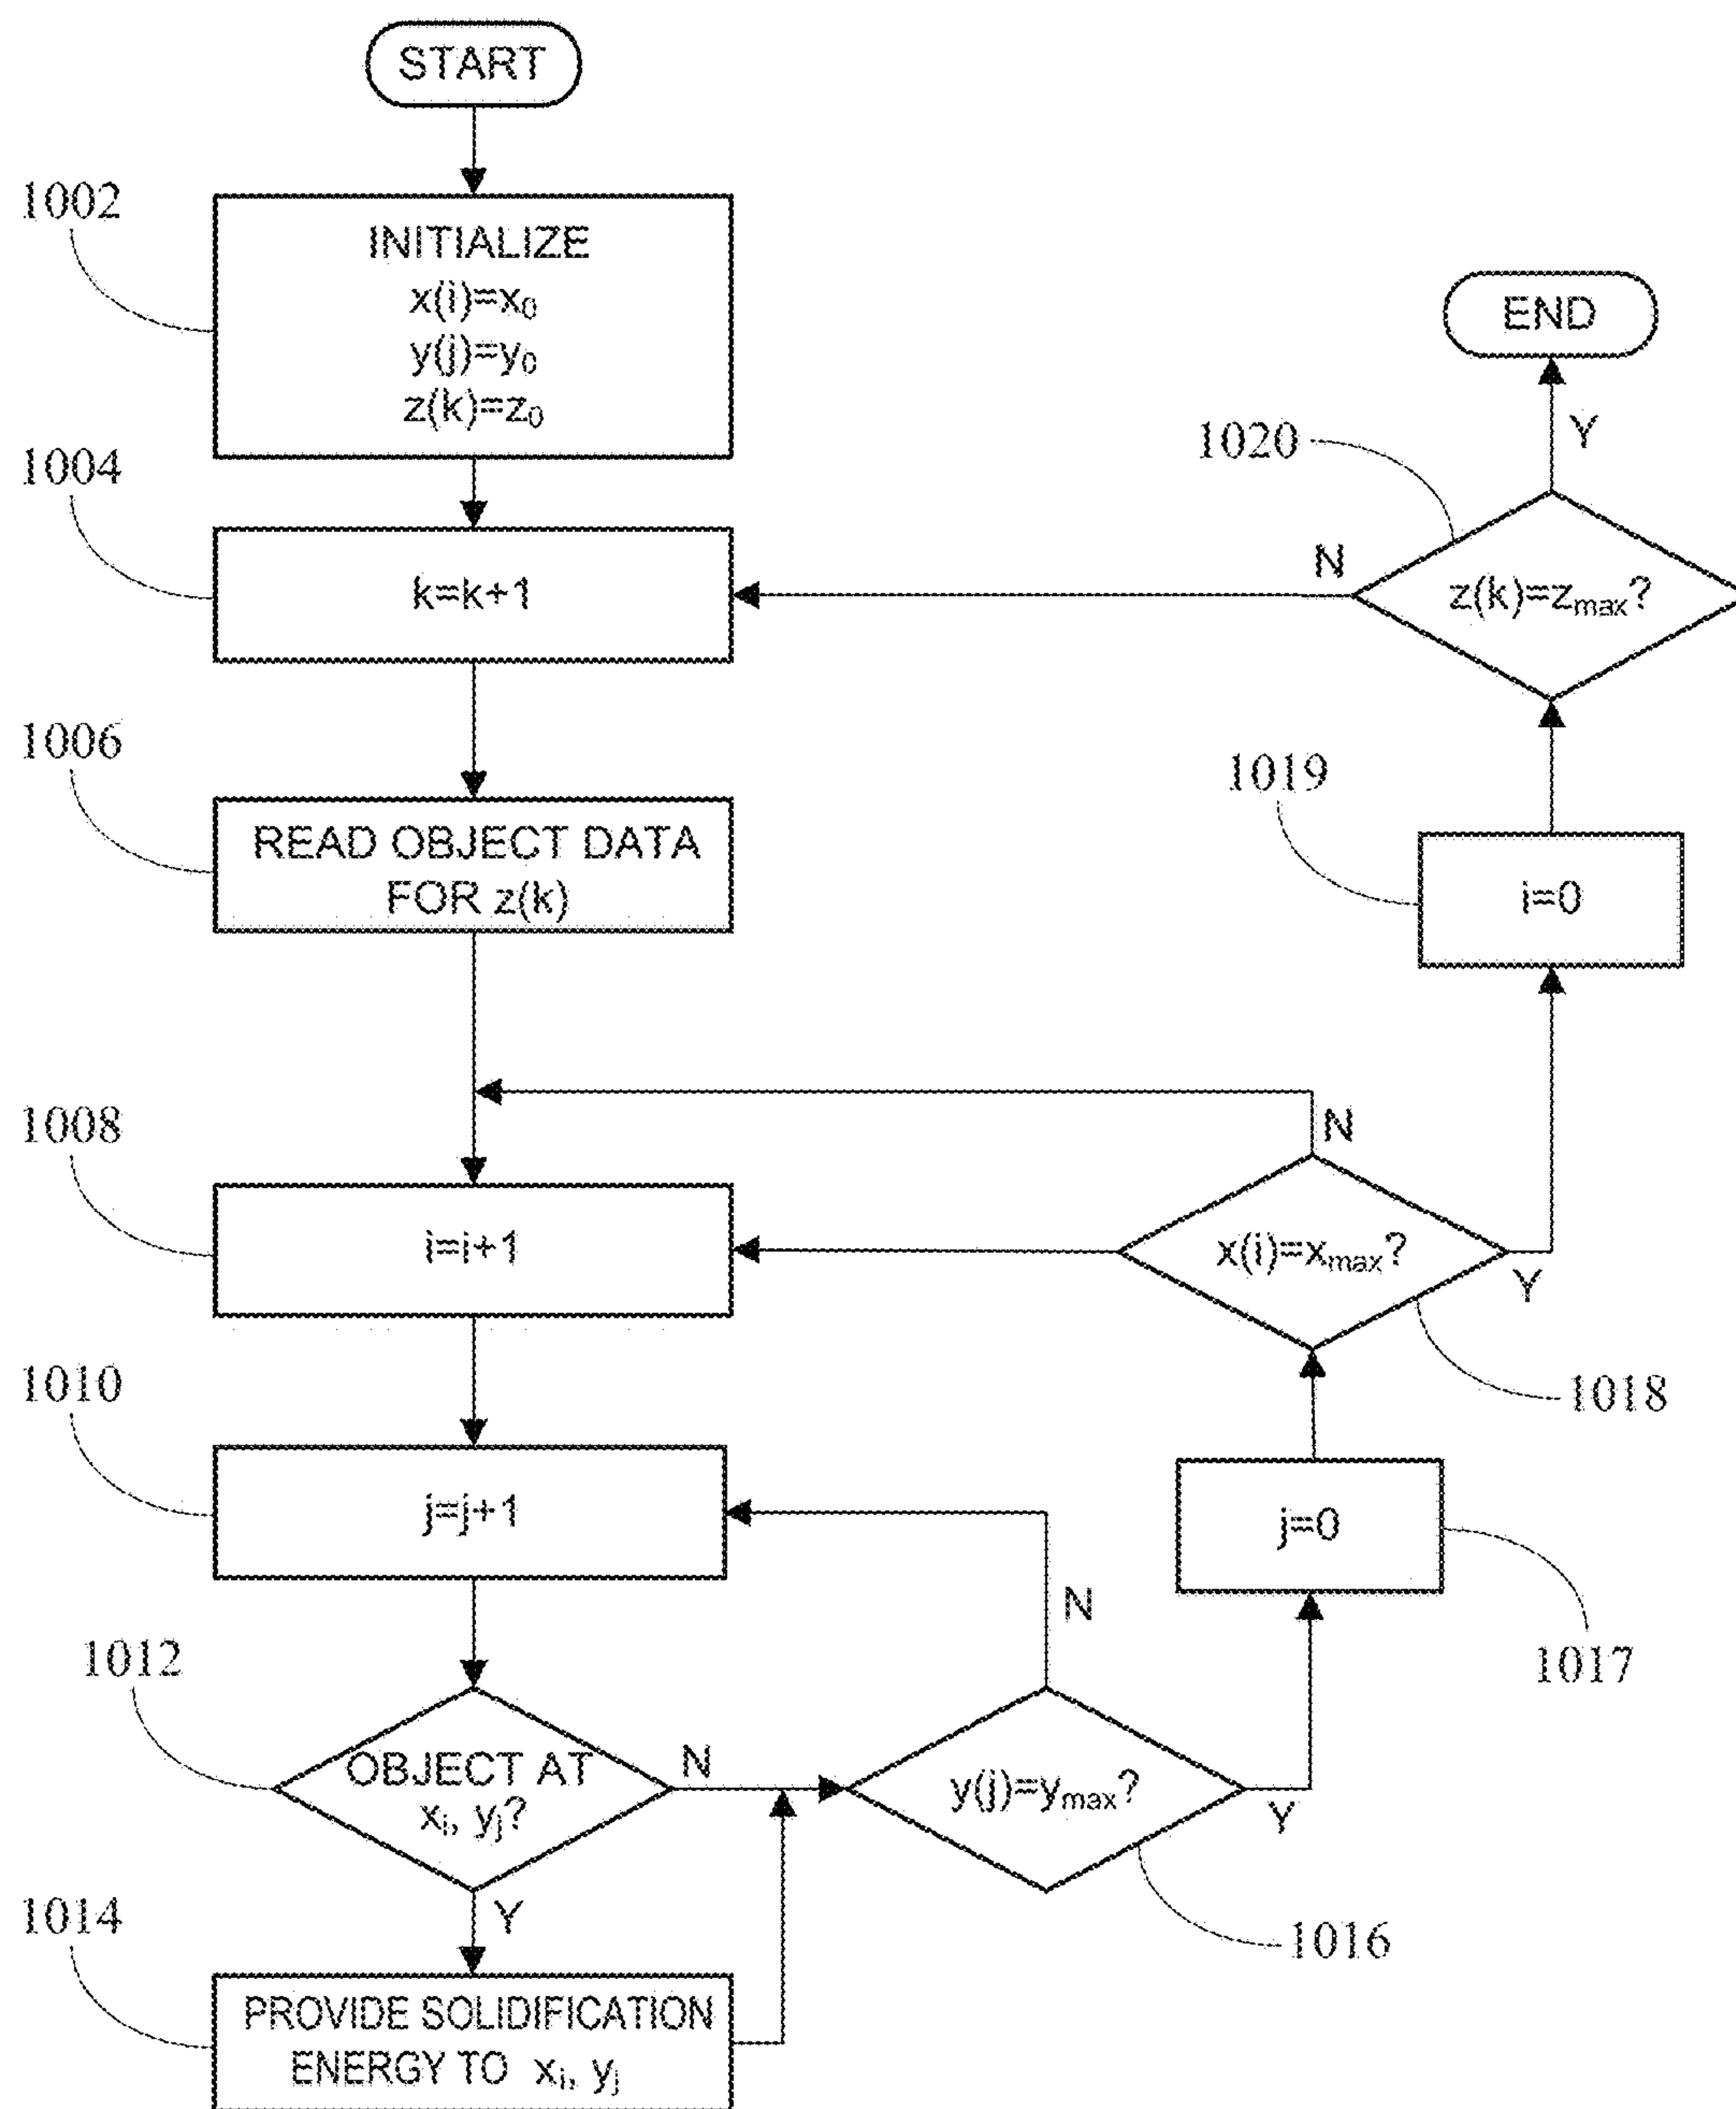 START
1002
INITIALIZE
x(i)=x₀
y(j)=y₀
z(k)=z₀
END
1004
1020
Y
k=k+1
N
z(k)=zₘₐₓ?
1006
1019
READ OBJECT DATA
FOR z(k)
i=0
1008
N
i=i+1
x(i)=xₘₐₓ?
Y
1010
1018
j=j+1
j=0
N
1012
1017
OBJECT AT
xᵢ, yⱼ?
N
y(j)=yₘₐₓ?
Y
1014
Y
1016
PROVIDE SOLIDIFICATION
ENERGY TO xᵢ, yⱼ